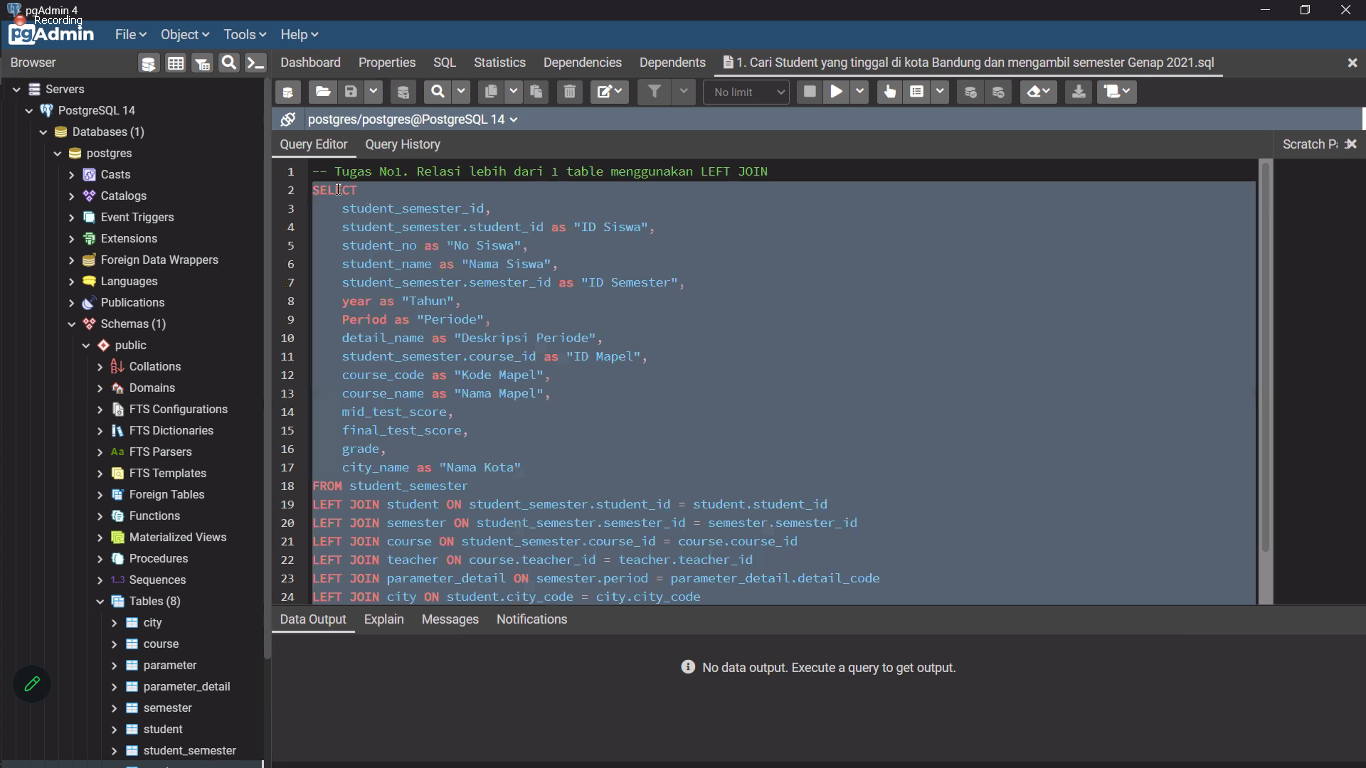 pgAdmin 4
Recording
pgAdmin File Object Tools Help
Browser Dashboard Properties SQL Statistics Dependencies Dependents 1. Cari Student yang tinggal di kota Bandung dan mengambil semester Genap 2021.sql
No limit
postgres/postgres@PostgreSQL 14
Query Editor Query History
Servers
PostgreSQL 14
Databases (1)
postgres
Casts
Catalogs
Event Triggers
Extensions
Foreign Data Wrappers
Languages
Publications
Schemas (1)
public
Collations
Domains
FTS Configurations
FTS Dictionaries
FTS Parsers
FTS Templates
Foreign Tables
Functions
Materialized Views
Procedures
Sequences
1..3
Tables (8)
city
course
parameter
parameter_detail
semester
student
student_semester
1 -- Tugas No1. Relasi lebih dari 1 table menggunakan LEFT JOIN
2 SELECT
3 student_semester_id,
4 student_semester.student_id as "ID Siswa",
5 student_no as "No Siswa",
6 student_name as "Nama Siswa",
7 student_semester.semester_id as "ID Semester",
8 year as "Tahun",
9 Period as "Periode",
10 detail_name as "Deskripsi Periode",
11 student_semester.course_id as "ID Mapel",
12 course_code as "Kode Mapel",
13 course_name as "Nama Mapel",
14 mid_test_score,
15 final_test_score,
16 grade,
17 city_name as "Nama Kota"
18 FROM student_semester
19 LEFT JOIN student ON student_semester.student_id = student.student_id
20 LEFT JOIN semester ON student_semester.semester_id = semester.semester_id
21 LEFT JOIN course ON student_semester.course_id = course.course_id
22 LEFT JOIN teacher ON course.teacher_id = teacher.teacher_id
23 LEFT JOIN parameter_detail ON semester.period = parameter_detail.detail_code
24 LEFT JOIN city ON student.city_code = city.city_code
Scratch
Data Output Explain Messages Notifications
No data output. Execute a query to get output.